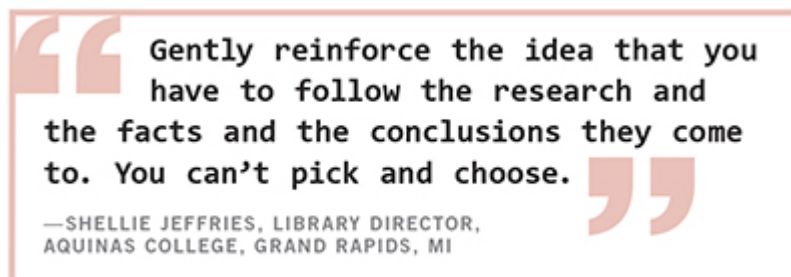 Gently reinforce the idea that you
have to follow the research and
the facts and the conclusions they come
to. You can’t pick and choose.
—SHELLIE JEFFRIES, LIBRARY DIRECTOR,
AQUINAS COLLEGE, GRAND RAPIDS, MI